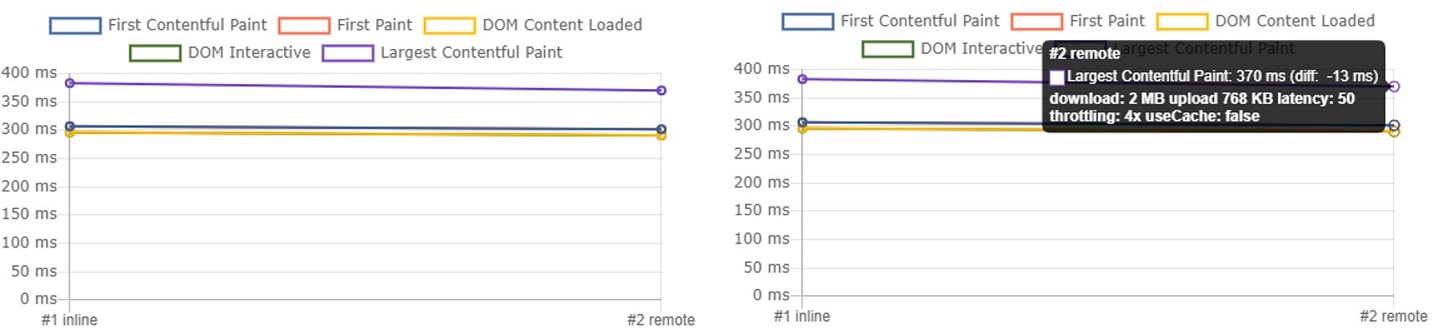 First Contentful Paint First Paint DOM Content Loaded
DOM Interactive Largest Contentful Paint
400 ms
350 ms
300 ms
250 ms
200 ms
150 ms
100 ms
50 ms
0 ms
#1 inline #2 remote
First Contentful Paint First Paint DOM Content Loaded
DOM Interactive Largest Contentful Paint
#2 remote
Largest Contentful Paint: 370 ms (diff: -13 ms)
download: 2 MB upload 768 KB latency: 50
throttling: 4x useCache: false
400 ms
350 ms
300 ms
250 ms
200 ms
150 ms
100 ms
50 ms
0 ms
#1 inline #2 remote